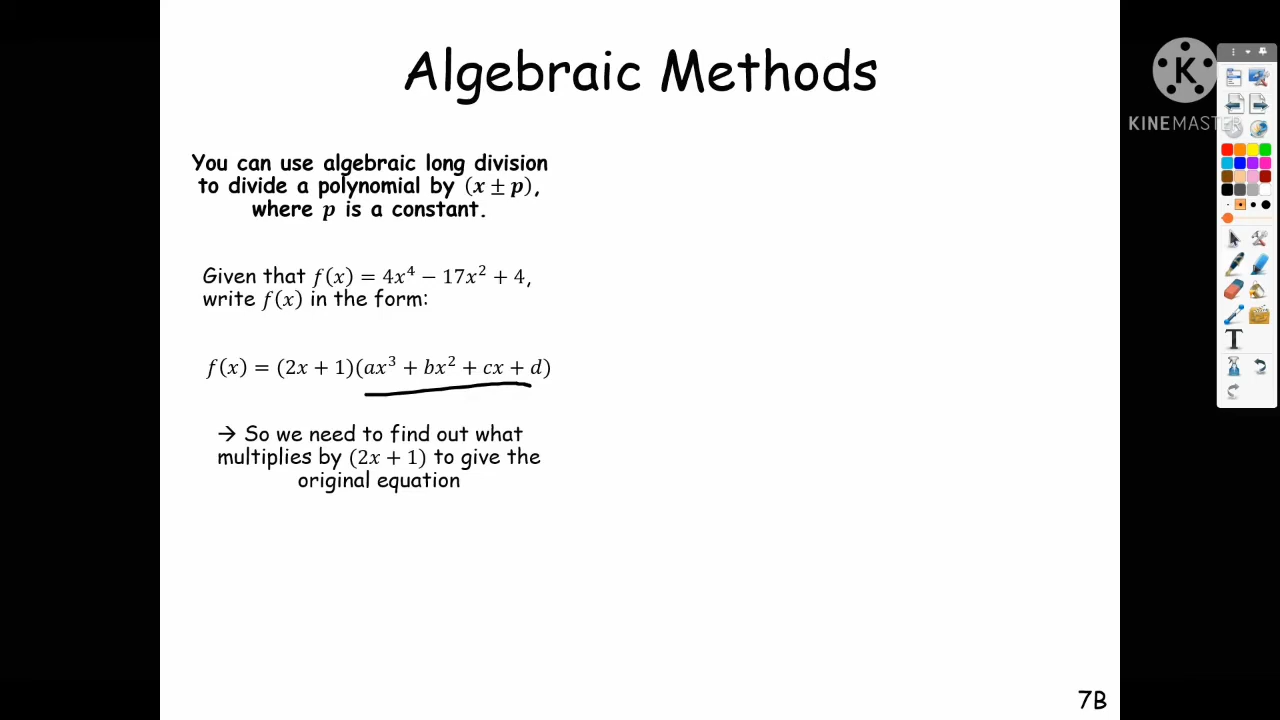 Algebraic Methods
K
KINEMASTER
You can use algebraic long division
to divide a polynomial by (x ± p),
where p is a constant.
Given that f(x) = 4x⁴ − 17x² + 4,
write f(x) in the form:
f(x) = (2x + 1)(ax³ + bx² + cx + d)
→ So we need to find out what
multiplies by (2x + 1) to give the
original equation
T
7B